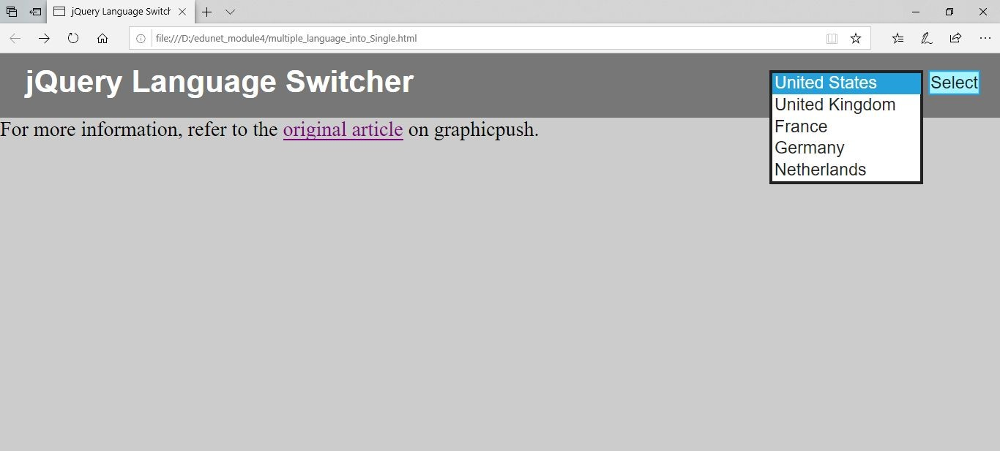 jQuery Language Switch
file:///D:/edunet_module4/multiple_language_into_Single.html
jQuery Language Switcher
United States
Select
United Kingdom
France
Germany
Netherlands
For more information, refer to the original article on graphicpush.